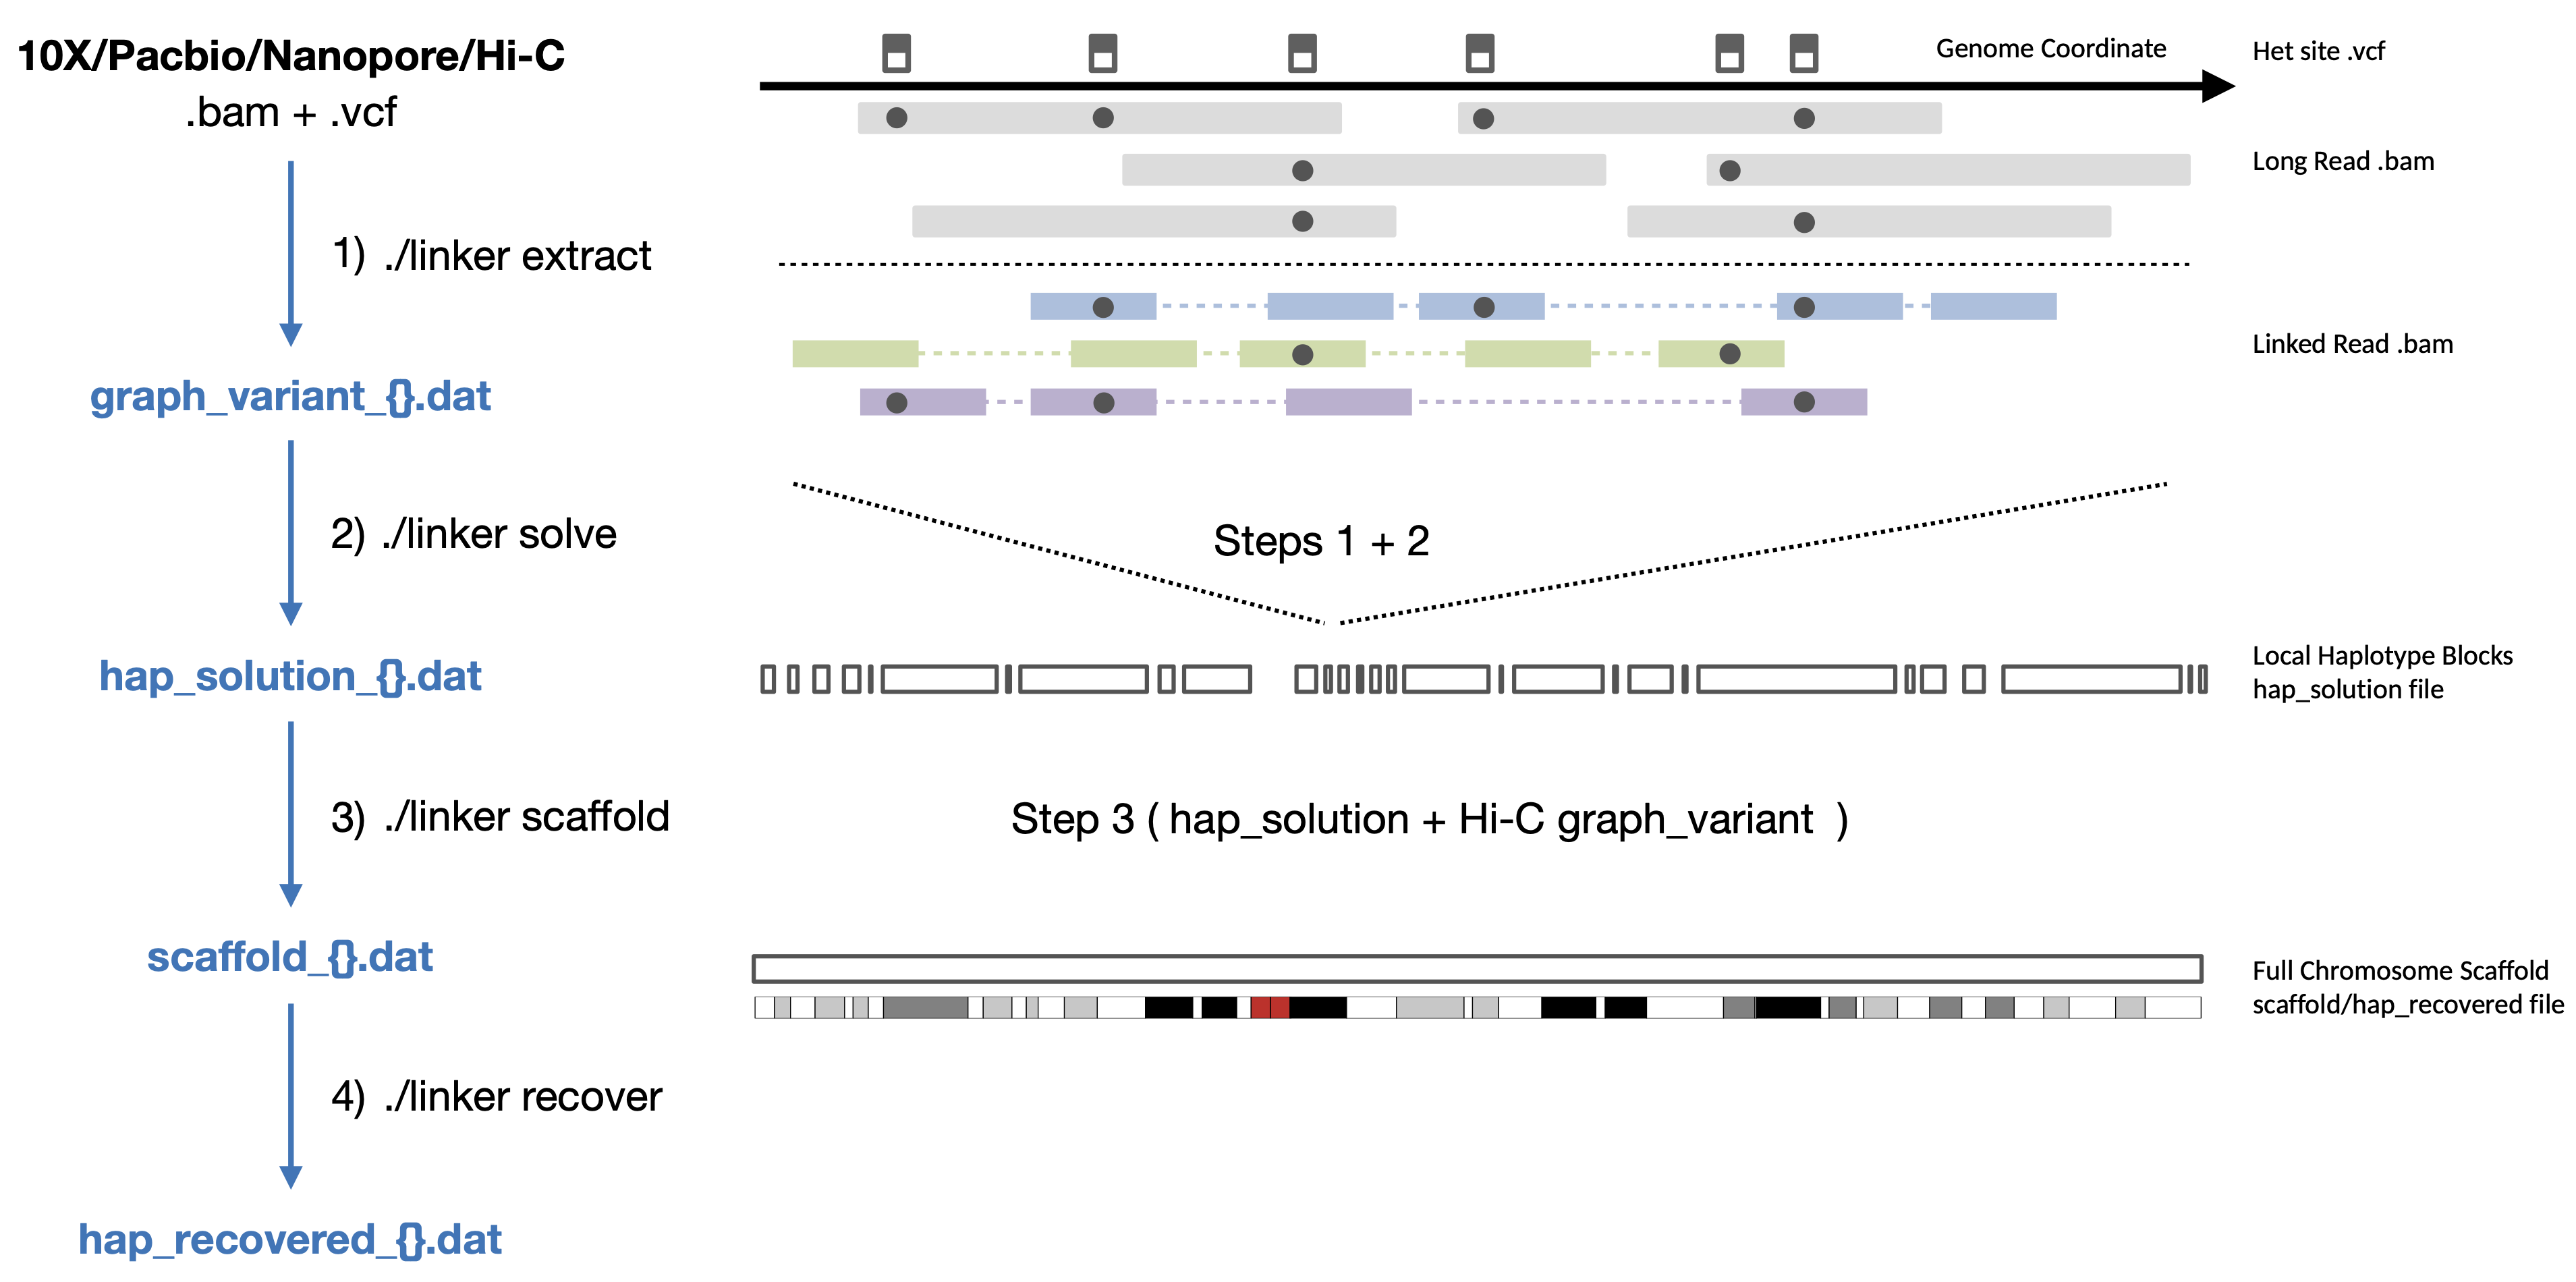 10X/Pacbio/Nanopore/Hi-C
.bam + .vcf
1) ./linker extract
graph_variant_{}.dat
2) ./linker solve
hap_solution_{}.dat
3) ./linker scaffold
scaffold_{}.dat
4) ./linker recover
hap_recovered_{}.dat
Genome Coordinate
Het site .vcf
Long Read .bam
Linked Read .bam
Steps 1 + 2
Local Haplotype Blocks
hap_solution file
Step 3 ( hap_solution + Hi-C graph_variant )
Full Chromosome Scaffold
scaffold/hap_recovered file